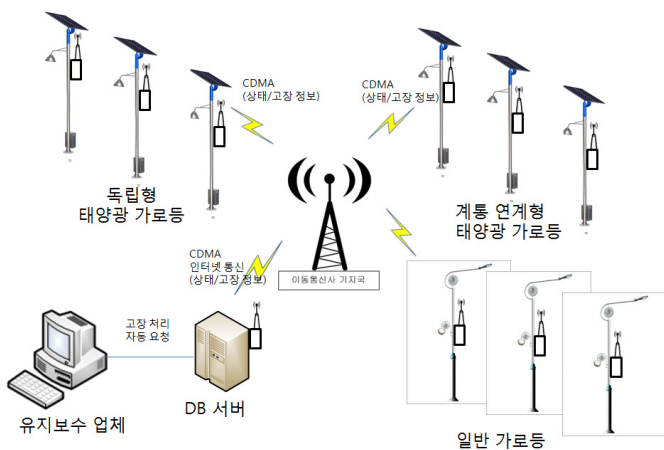 CDMA
(상태/고장 정보)
CDMA
(상태/고장 정보)
독립형
태양광 가로등
계통 연계형
태양광 가로등
CDMA
인터넷 통신
(상태/고장 정보)
이동통신사 기지국
고장 처리
자동 요청
DB 서버
유지보수 업체
일반 가로등